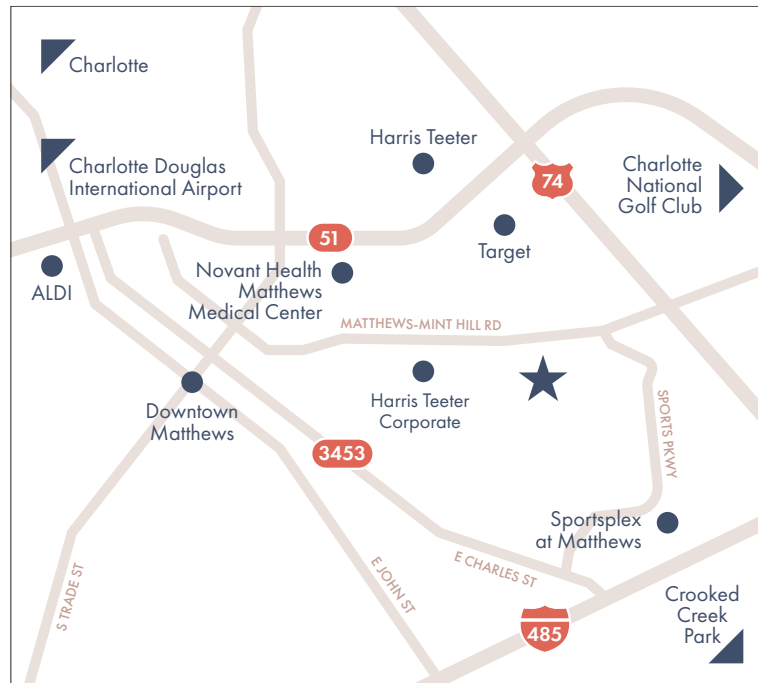 Charlotte
Harris Teeter
Charlotte Douglas
International Airport
Charlotte
National
Golf Club
74
51
Target
Novant Health
Matthews
Medical Center
ALDI
MATTHEWS-MINT HILL RD
Harris Teeter
Corporate
Downtown
Matthews
SPORTS PKWY
3453
Sportsplex
at Matthews
E CHARLES ST
E JOHN ST
S TRADE ST
485
Crooked
Creek
Park